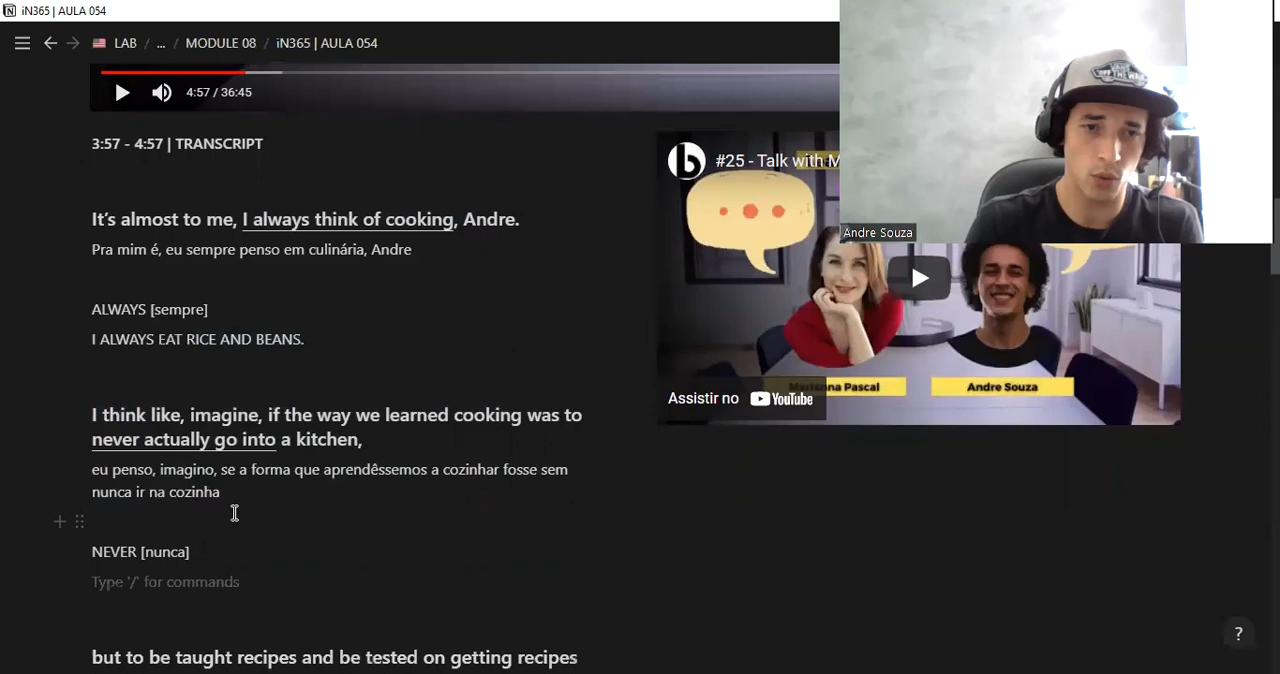 iN365 | AULA 054
LAB / ... / MODULE 08 / iN365 | AULA 054
4:57 / 36:45
3:57 - 4:57 | TRANSCRIPT
It's almost to me, I always think of cooking, Andre.
Pra mim é, eu sempre penso em culinária, Andre
ALWAYS [sempre]
I ALWAYS EAT RICE AND BEANS.
I think like, imagine, if the way we learned cooking was to
never actually go into a kitchen,
eu penso, imagino, se a forma que aprendêssemos a cozinhar fosse sem
nunca ir na cozinha
NEVER [nunca]
Type '/' for commands
but to be taught recipes and be tested on getting recipes
#25 - Talk with M
Pascal
Andre Souza
Assistir no YouTube
VANS
"OFF THE WALL"
Andre Souza
?